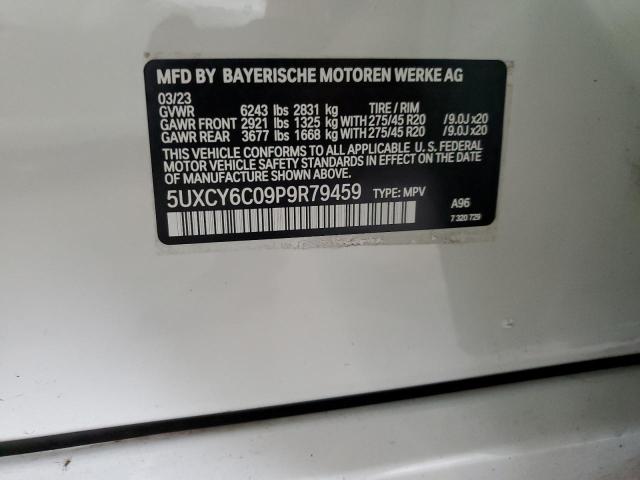 MFD BY BAYERISCHE MOTOREN WERKE AG
03/23
GVWR 6243 lbs 2831 kg TIRE / RIM
GAWR FRONT 2921 lbs 1325 kg WITH 275/45 R20 / 9.0J x20
GAWR REAR 3677 lbs 1668 kg WITH 275/45 R20 / 9.0J x20
THIS VEHICLE CONFORMS TO ALL APPLICABLE U. S. FEDERAL
MOTOR VEHICLE SAFETY STANDARDS IN EFFECT ON THE DATE OF
MANUFACTURE SHOWN ABOVE.
5UXCY6C09P9R79459 TYPE: MPV
A96
7 320 729